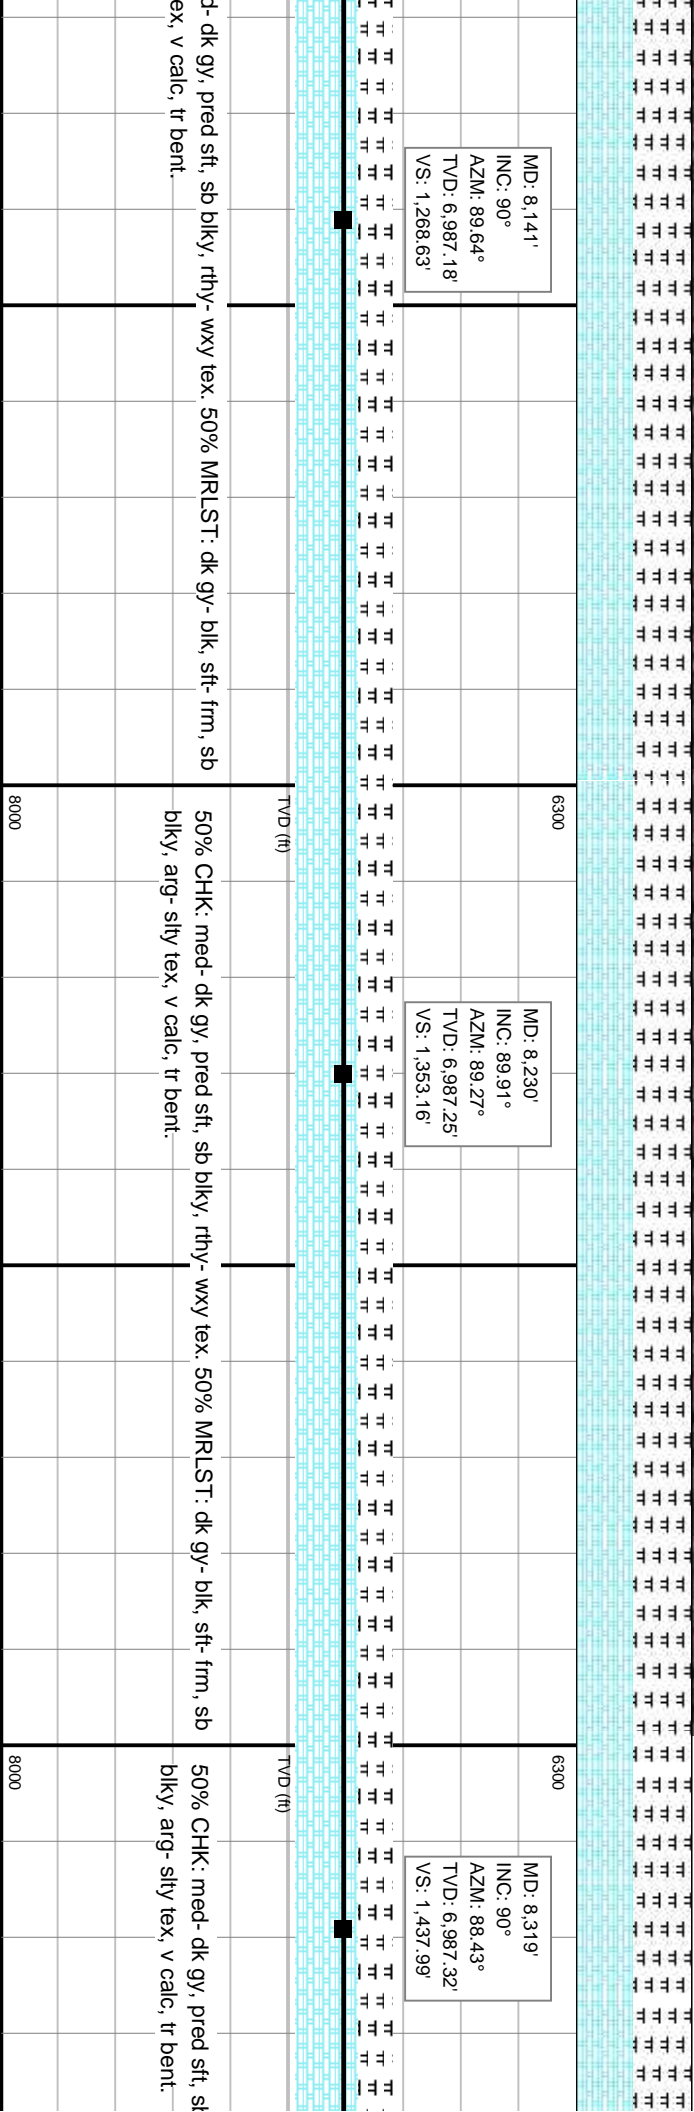 MD: 8,141'
INC: 90°
AZM: 89.64°
TVD: 6,987.18'
VS: 1,268.63'
d- dk gy, pred sft, sb blky, rthy- wxy tex. 50% MRLST: dk gy- blk, sft- frm, sb
ex, v calc, tr bent.
6300
TVD (ft)
8000
MD: 8,230'
INC: 89.91°
AZM: 89.27°
TVD: 6,987.25'
VS: 1,353.16'
50% CHK: med- dk gy, pred sft, sb blky, rthy- wxy tex. 50% MRLST: dk gy- blk, sft- frm, sb
blky, arg- slty tex, v calc, tr bent.
6300
TVD (ft)
8000
MD: 8,319'
INC: 90°
AZM: 88.43°
TVD: 6,987.32'
VS: 1,437.99'
50% CHK: med- dk gy, pred sft, sb
blky, arg- slty tex, v calc, tr bent.